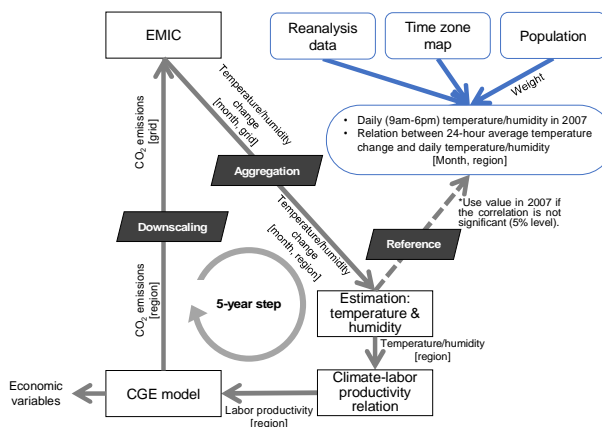 EMIC
Reanalysis
data
Time zone
map
Population
Weight
• Daily (9am-6pm) temperature/humidity in 2007
• Relation between 24-hour average temperature
change and daily temperature/humidity
[Month, region]
Temperature/humidity
change
[month, grid]
CO2 emissions
[grid]
Aggregation
Downscaling
*Use value in 2007 if
the correlation is not
significant (5% level).
Reference
Temperature/humidity
change
[month, region]
CO2 emissions
[region]
5-year step
Estimation:
temperature &
humidity
Temperature/humidity
[region]
Economic
variables
CGE model
Labor productivity
[region]
Climate-labor
productivity
relation